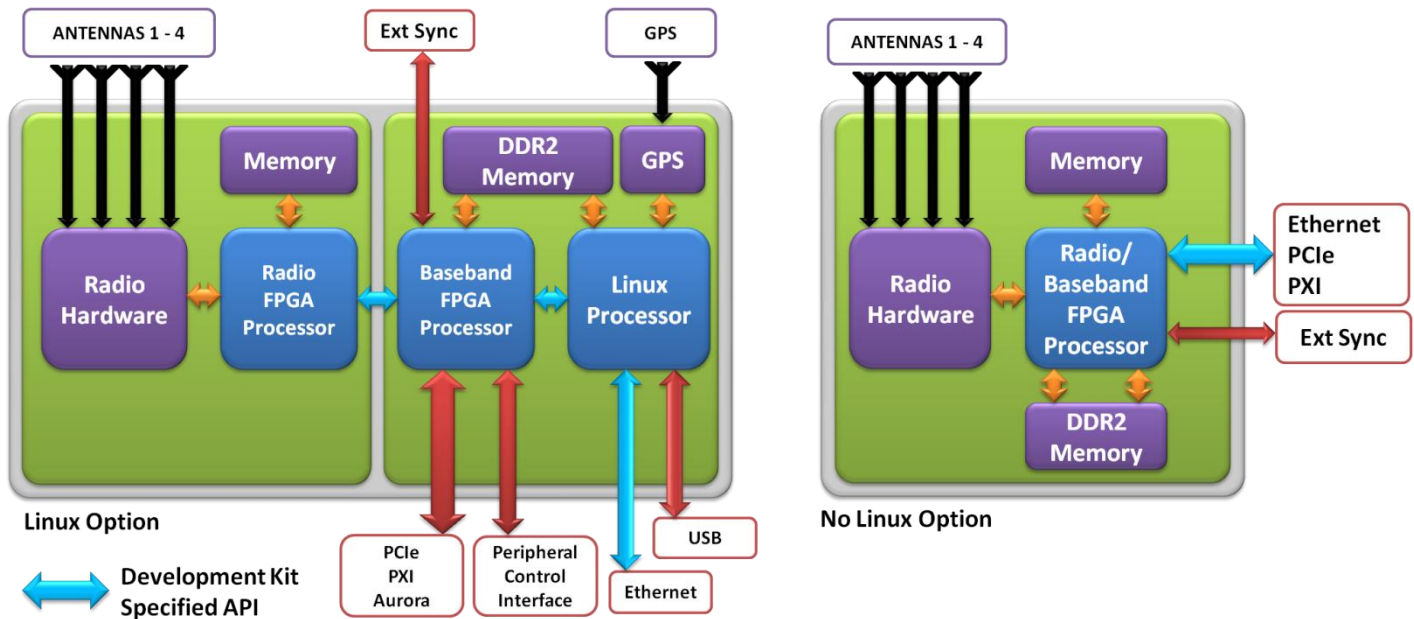 ANTENNAS 1 - 4
Ext Sync
GPS
Memory
DDR2
Memory
GPS
Radio
Hardware
Radio
FPGA
Processor
Baseband
FPGA
Processor
Linux
Processor
Linux Option
PCIe
PXI
Aurora
Peripheral
Control
Interface
Ethernet
USB
Development Kit
Specified API
ANTENNAS 1 - 4
Memory
Radio
Hardware
Radio/
Baseband
FPGA
Processor
DDR2
Memory
Ethernet
PCIe
PXI
Ext Sync
No Linux Option